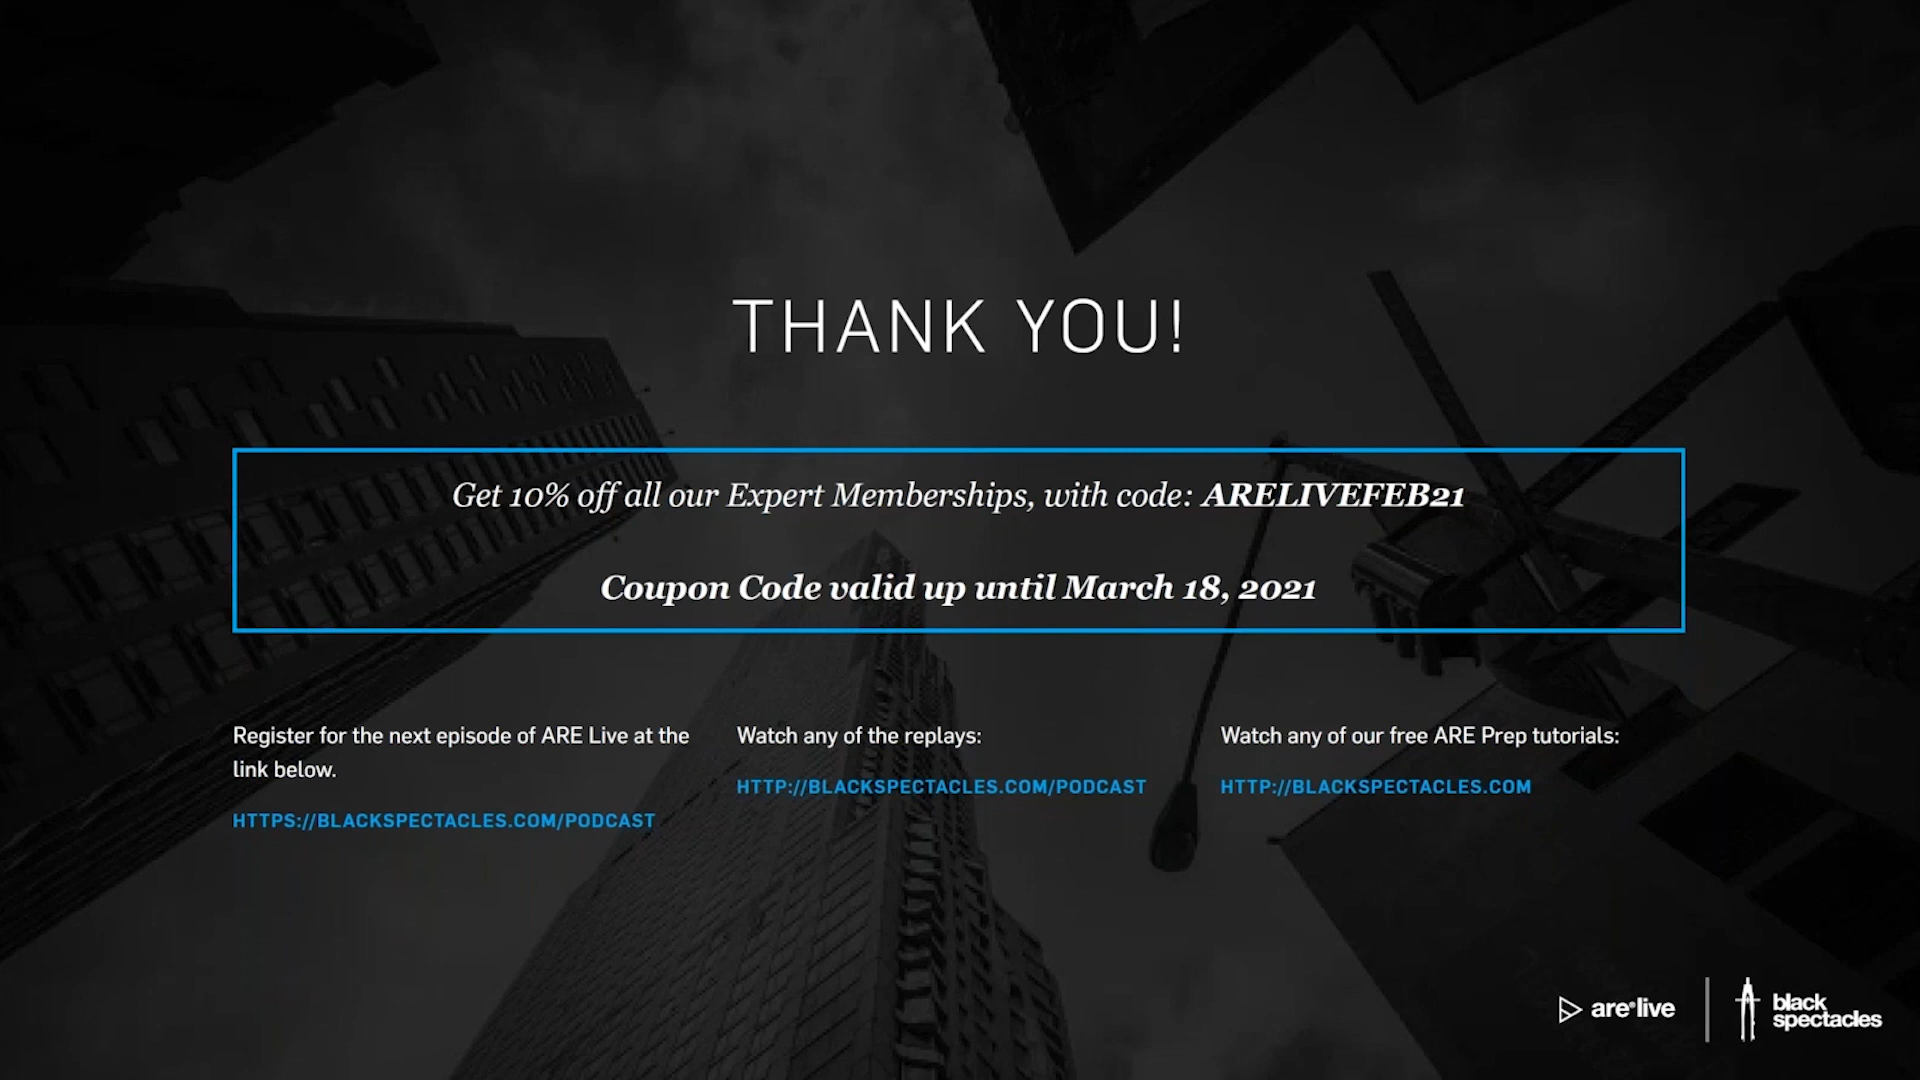 THANK YOU!
Get 10% off all our Expert Memberships, with code: ARELIVEFEB21
Coupon Code valid up until March 18, 2021
Register for the next episode of ARE Live at the
link below.
HTTPS://BLACKSPECTACLES.COM/PODCAST
Watch any of the replays:
HTTP://BLACKSPECTACLES.COM/PODCAST
Watch any of our free ARE Prep tutorials:
HTTP://BLACKSPECTACLES.COM
are®live
black
spectacles